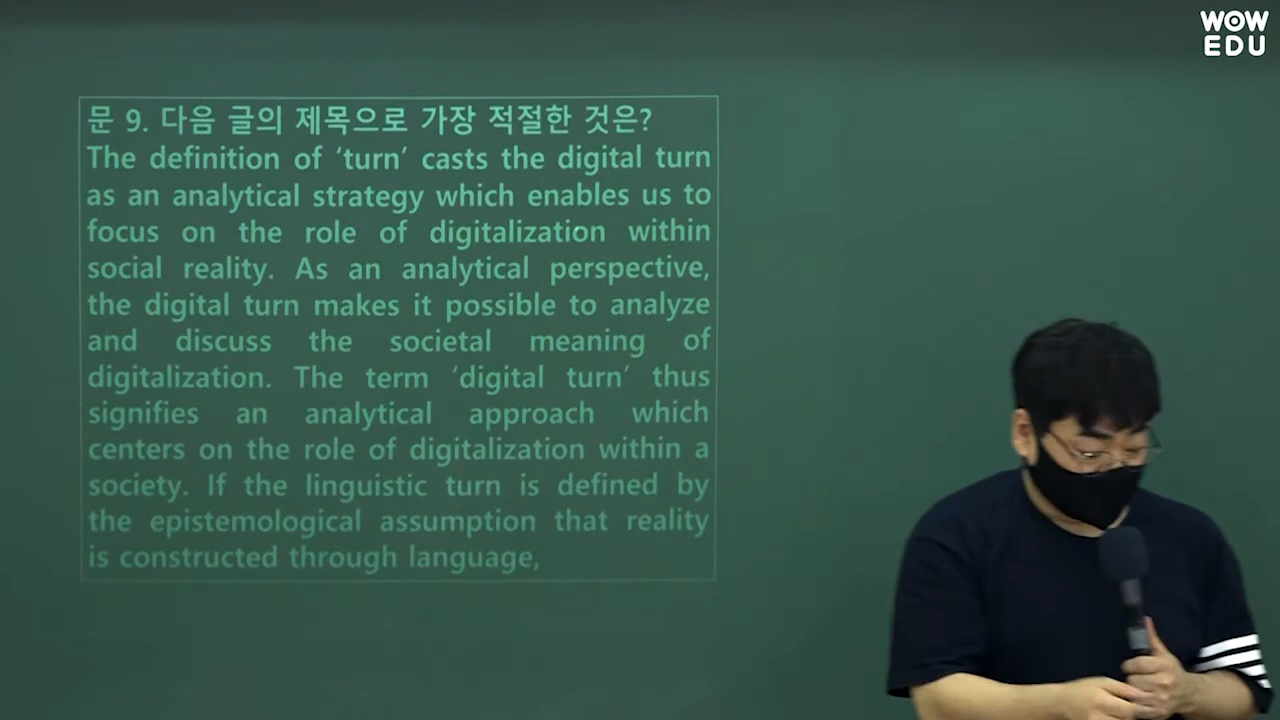 WOW
EDU
문 9. 다음 글의 제목으로 가장 적절한 것은?
The definition of ‘turn’ casts the digital turn
as an analytical strategy which enables us to
focus on the role of digitalization within
social reality. As an analytical perspective,
the digital turn makes it possible to analyze
and discuss the societal meaning of
digitalization. The term ‘digital turn’ thus
signifies an analytical approach which
centers on the role of digitalization within a
society. If the linguistic turn is defined by
the epistemological assumption that reality
is constructed through language,